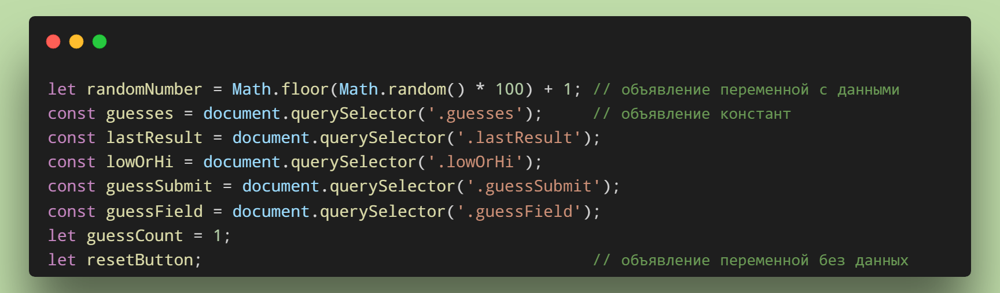 let randomNumber = Math.floor(Math.random() * 100) + 1; // объявление переменной с данными
const guesses = document.querySelector('.guesses');     // объявление констант
const lastResult = document.querySelector('.lastResult');
const lowOrHi = document.querySelector('.lowOrHi');
const guessSubmit = document.querySelector('.guessSubmit');
const guessField = document.querySelector('.guessField');
let guessCount = 1;
let resetButton;                                        // объявление переменной без данных